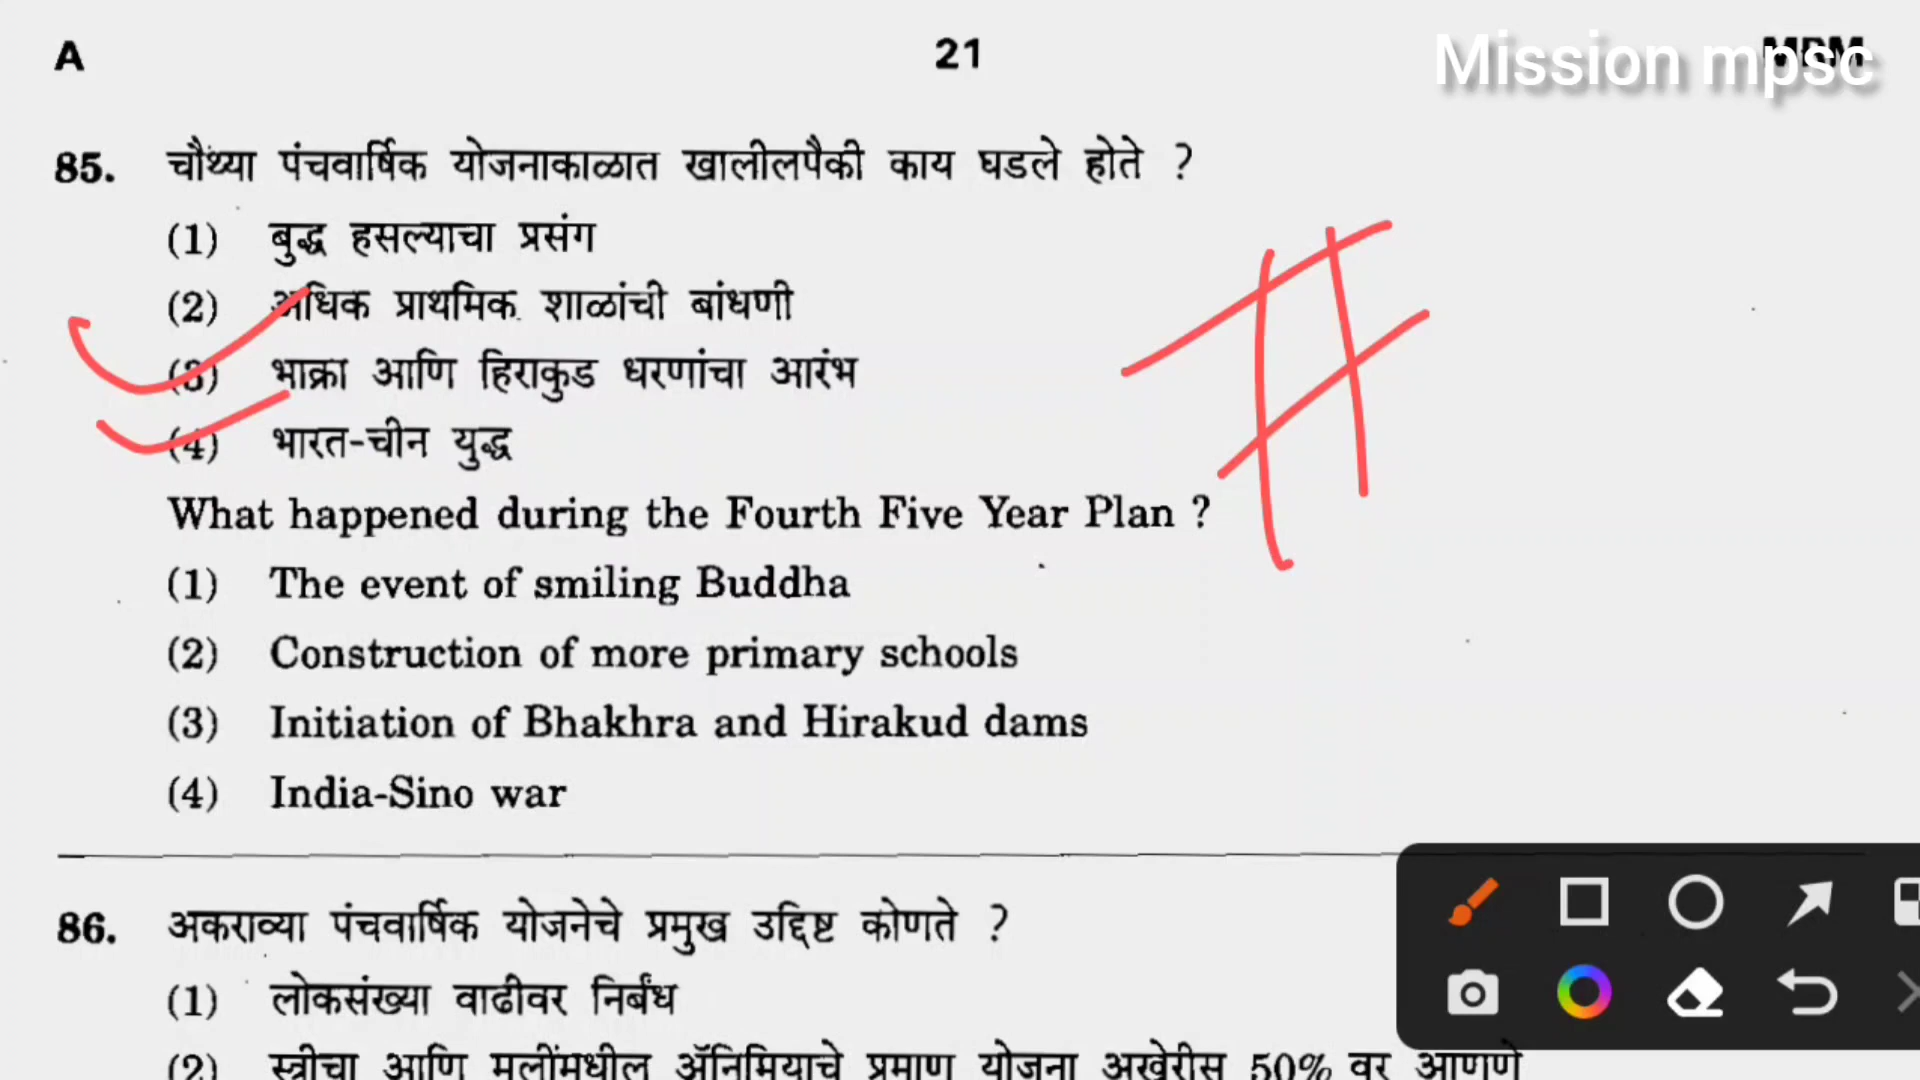 A 21 MDM
Mission mpsc
85. चौथ्या पंचवार्षिक योजनाकाळात खालीलपैकी काय घडले होते ?
(1) बुद्ध हसल्याचा प्रसंग
(2) अधिक प्राथमिक शाळांची बांधणी
(3) भाक्रा आणि हिराकुड धरणांचा आरंभ
(4) भारत-चीन युद्ध
What happened during the Fourth Five Year Plan ?
(1) The event of smiling Buddha
(2) Construction of more primary schools
(3) Initiation of Bhakhra and Hirakud dams
(4) India-Sino war
86. अकराव्या पंचवार्षिक योजनेचे प्रमुख उद्दिष्ट कोणते ?
(1) लोकसंख्या वाढीवर निर्बंध
(2) स्त्रीचा आणि मुलींमधील ॲनिमियाचे प्रमाण योजना अखेरीस 50% वर आणणे